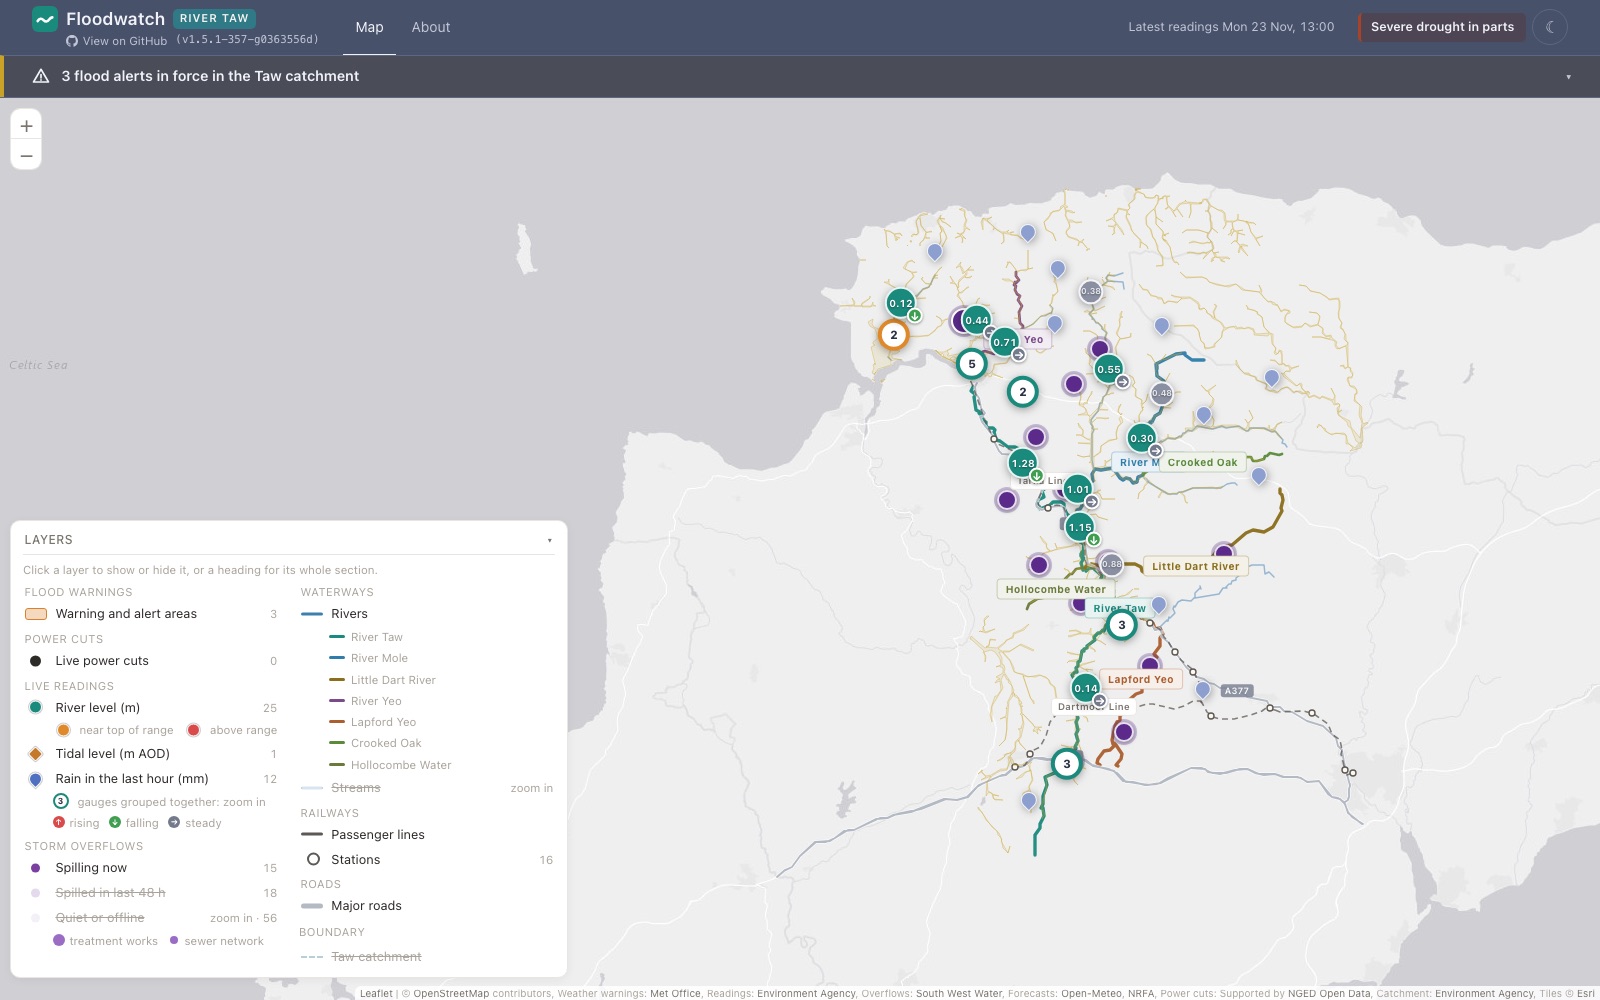 Floodwatch RIVER TAW
View on GitHub (v1.5.1-357-g0363556d)
Map
About
Latest readings Mon 23 Nov, 13:00
Severe drought in parts
3 flood alerts in force in the Taw catchment
+
−
Celtic Sea
0.38
0.12
2
0.44
0.71
Yeo
5
0.55
2
0.48
0.30
River M
Crooked Oak
1.28
Line
1.01
1.15
0.88
Little Dart River
Hollocombe Water
River Taw
3
Lapford Yeo
0.14
A377
Dartmoor Line
3
LAYERS
Click a layer to show or hide it, or a heading for its whole section.
FLOOD WARNINGS
Warning and alert areas 3
POWER CUTS
Live power cuts 0
LIVE READINGS
River level (m) 25
near top of range above range
Tidal level (m AOD) 1
Rain in the last hour (mm) 12
3 gauges grouped together: zoom in
rising falling steady
STORM OVERFLOWS
Spilling now 15
Spilled in last 48 h 18
Quiet or offline zoom in · 56
treatment works sewer network
WATERWAYS
Rivers
River Taw
River Mole
Little Dart River
River Yeo
Lapford Yeo
Crooked Oak
Hollocombe Water
Streams zoom in
RAILWAYS
Passenger lines
Stations 16
ROADS
Major roads
BOUNDARY
Taw catchment
Leaflet | © OpenStreetMap contributors, Weather warnings: Met Office, Readings: Environment Agency, Overflows: South West Water, Forecasts: Open-Meteo, NRFA, Power cuts: Supported by NGED Open Data, Catchment: Environment Agency, Tiles © Esri